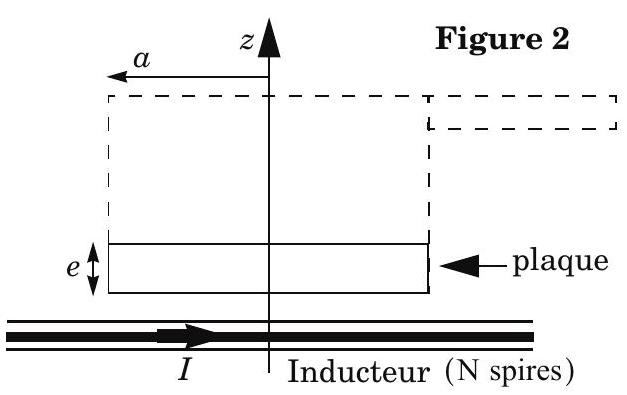 z
Figure 2
a
e
plaque
I
Inducteur (N spires)